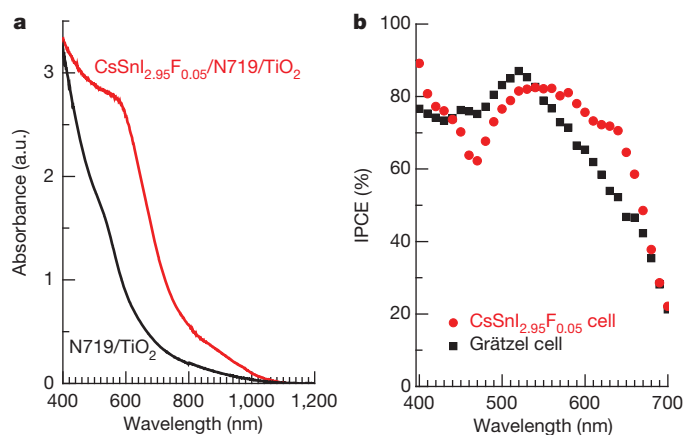 a
3
2
1
0
400
600
800
1,000
1,200
Absorbance (a.u.)
Wavelength (nm)
CsSnI2.95F0.05/N719/TiO2
N719/TiO2
b
100
80
60
40
20
0
400
500
600
700
IPCE (%)
Wavelength (nm)
CsSnI2.95F0.05 cell
Grätzel cell